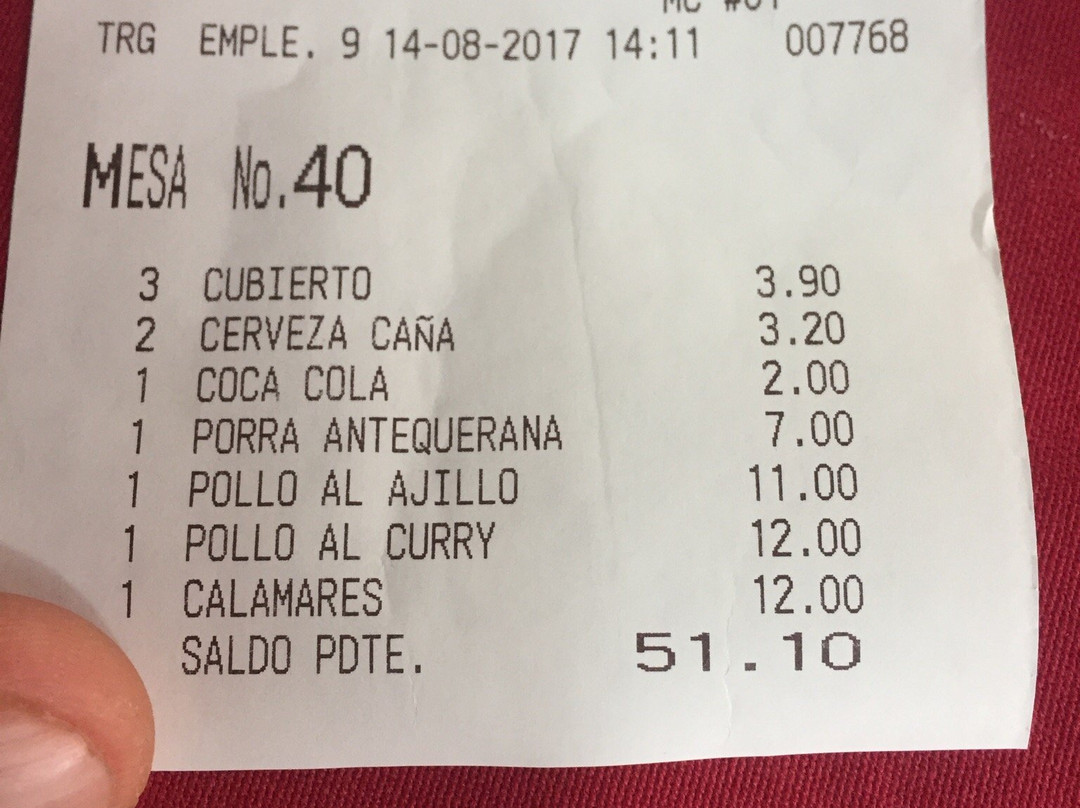 TRG EMPLE. 9 14-08-2017 14:11 007768
MESA No.40
3 CUBIERTO 3.90
2 CERVEZA CAÑA 3.20
1 COCA COLA 2.00
1 PORRA ANTEQUERANA 7.00
1 POLLO AL AJILLO 11.00
1 POLLO AL CURRY 12.00
1 CALAMARES 12.00
SALDO PDTE. 51.10